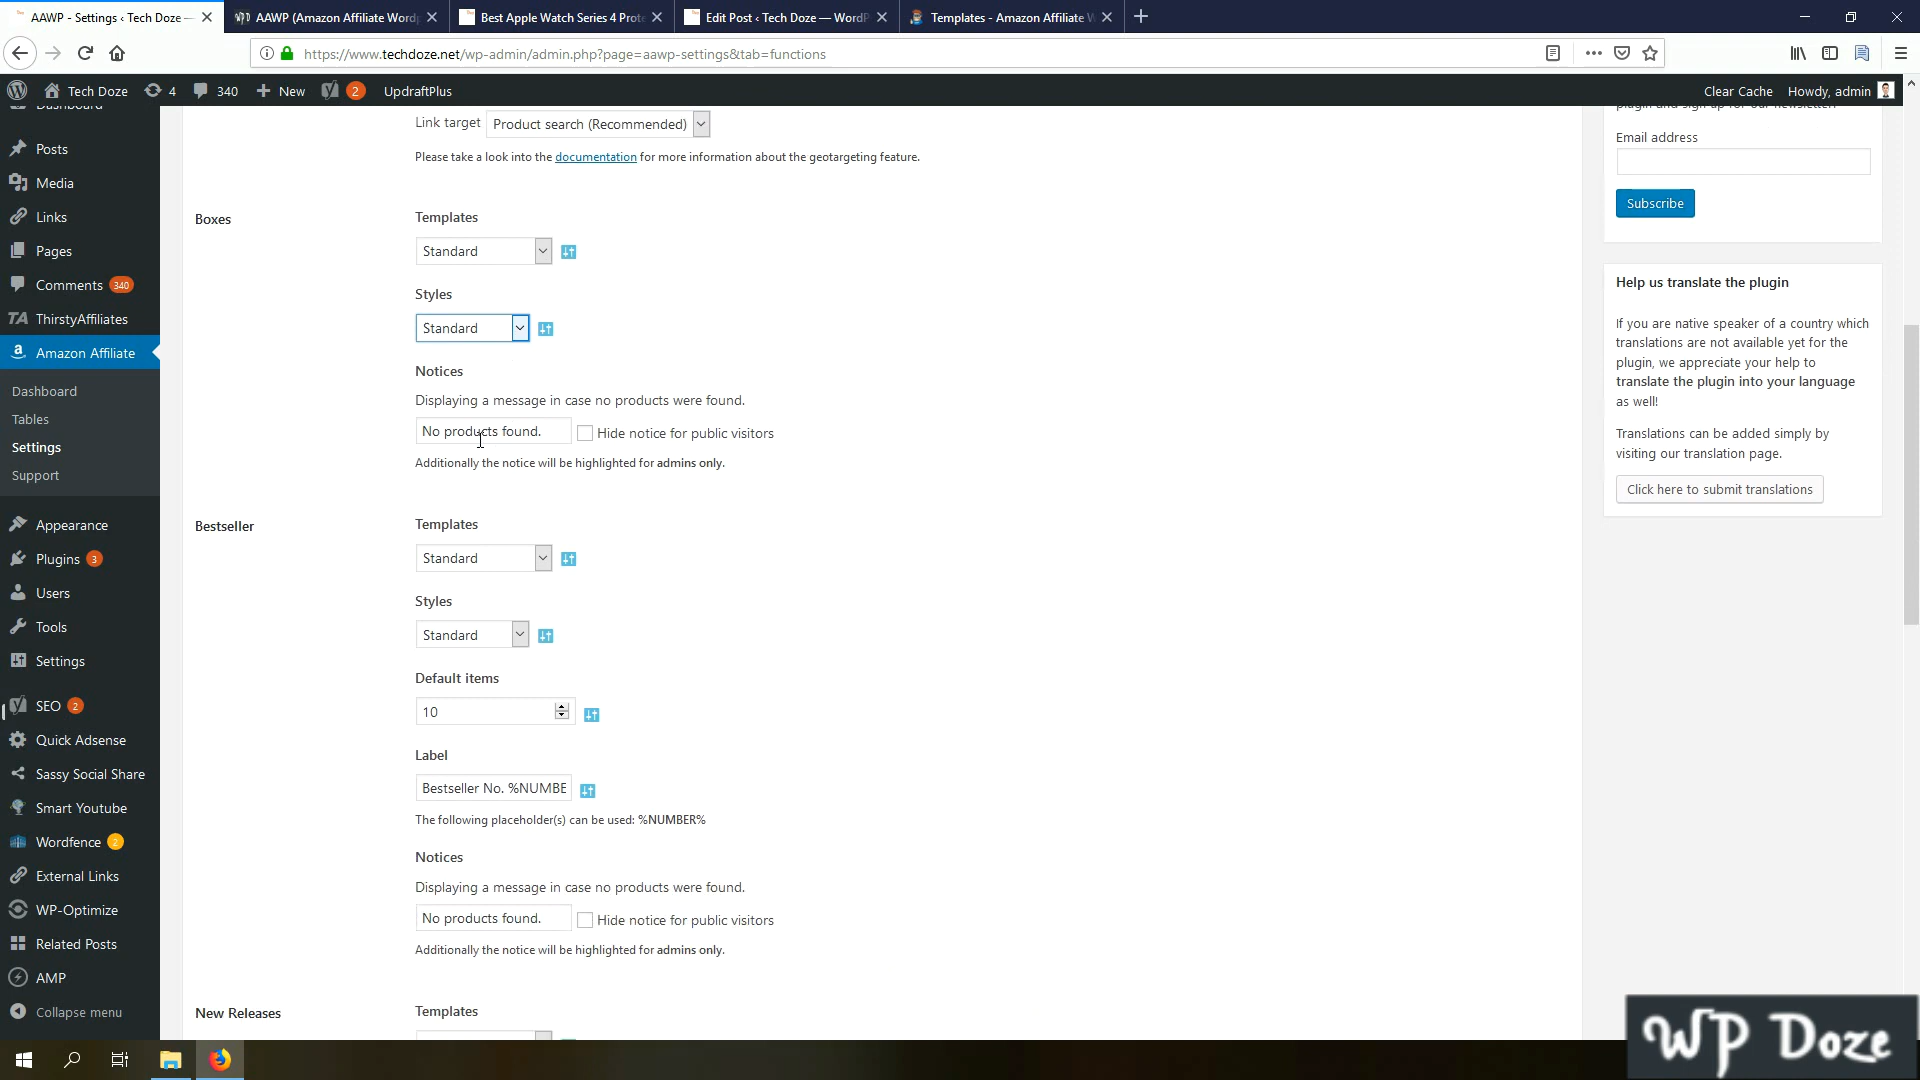 AAWP - Settings ‹ Tech Doze —
AAWP (Amazon Affiliate Word
Best Apple Watch Series 4 Prote
Edit Post ‹ Tech Doze — WordP
Templates - Amazon Affiliate W
https://www.techdoze.net/wp-admin/admin.php?page=aawp-settings&tab=functions
Tech Doze
4
340
New
2
UpdraftPlus
Clear Cache
Howdy, admin
Dashboard
Posts
Media
Links
Pages
Comments 340
ThirstyAffiliates
Amazon Affiliate
Dashboard
Tables
Settings
Support
Appearance
Plugins 3
Users
Tools
Settings
SEO 2
Quick Adsense
Sassy Social Share
Smart Youtube
Wordfence 2
External Links
WP-Optimize
Related Posts
AMP
Collapse menu
Link target Product search (Recommended)
Please take a look into the documentation for more information about the geotargeting feature.
Boxes
Templates
Standard
Styles
Standard
Notices
Displaying a message in case no products were found.
No products found. Hide notice for public visitors
Additionally the notice will be highlighted for admins only.
Bestseller
Templates
Standard
Styles
Standard
Default items
10
Label
Bestseller No. %NUMBE
The following placeholder(s) can be used: %NUMBER%
Notices
Displaying a message in case no products were found.
No products found. Hide notice for public visitors
Additionally the notice will be highlighted for admins only.
New Releases
Templates
plugin and sign up for our newsletter!
Email address
Subscribe
Help us translate the plugin
If you are native speaker of a country which
translations are not available yet for the
plugin, we appreciate your help to
translate the plugin into your language
as well!
Translations can be added simply by
visiting our translation page.
Click here to submit translations
WP Doze